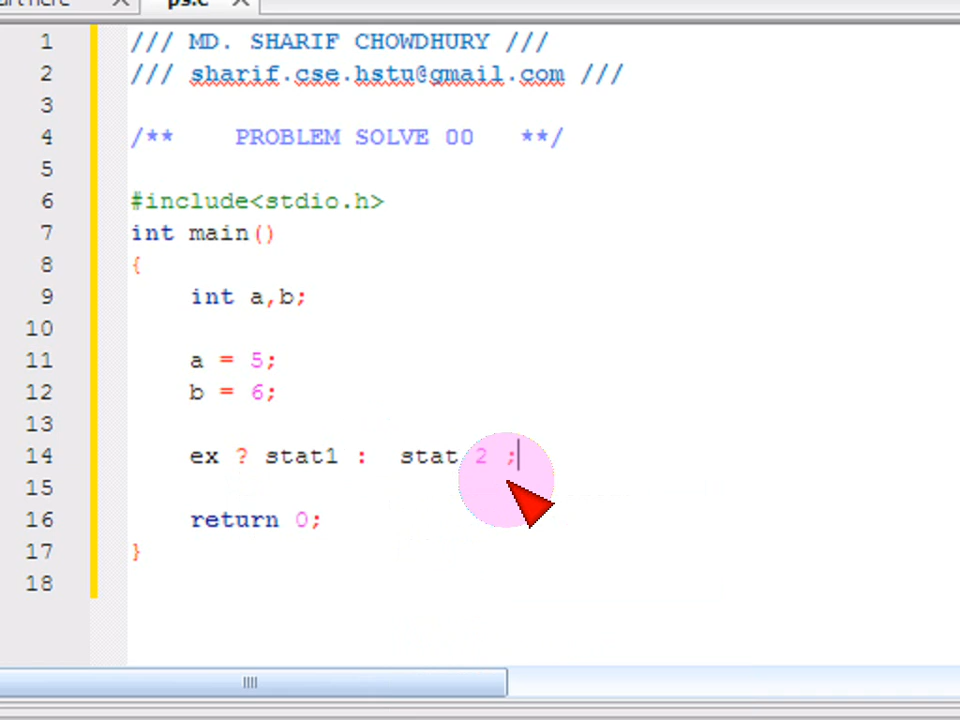 ps.c
1 /// MD. SHARIF CHOWDHURY ///
2 /// sharif.cse.hstu@gmail.com ///
3
4 /** PROBLEM SOLVE 00 **/
5
6 #include<stdio.h>
7 int main()
8 {
9 int a,b;
10
11 a = 5;
12 b = 6;
13
14 ex ? stat1 : stat 2 ;
15
16 return 0;
17 }
18